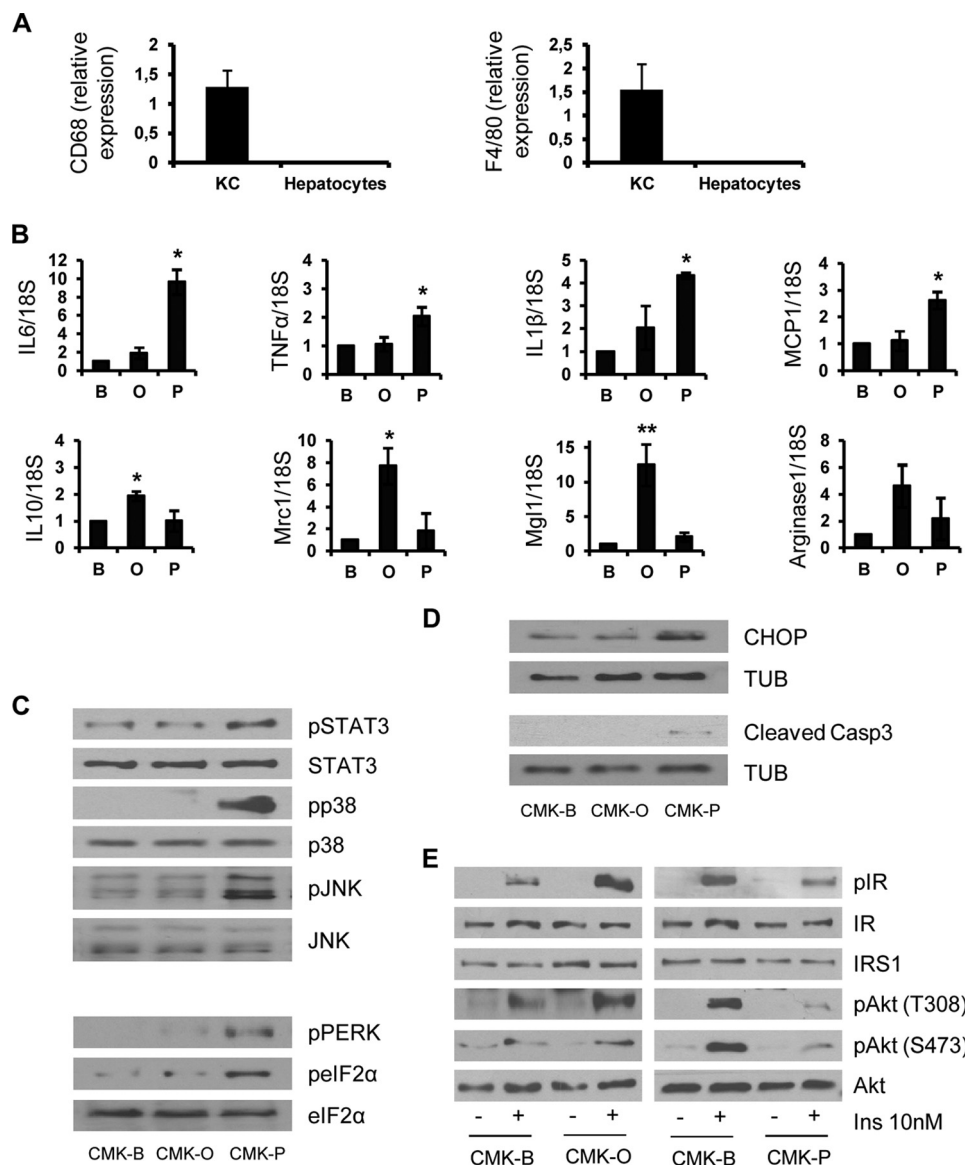 A
CD68 (relative expression)
2
1,5
1
0,5
0
KC Hepatocytes
F4/80 (relative expression)
2,5
2
1,5
1
0,5
0
KC Hepatocytes
B
IL6/18S
12
10
8
6
4
2
0
B O P
*
TNFα/18S
4
3
2
1
0
B O P
*
IL1β/18S
5
4
3
2
1
0
B O P
*
MCP1/18S
4
3
2
1
0
B O P
*
IL10/18S
4
3
2
1
0
B O P
*
Mrc1/18S
10
8
6
4
2
0
B O P
*
Mgl1/18S
15
10
5
0
B O P
**
Arginase1/18S
8
6
4
2
0
B O P
C
pSTAT3
STAT3
pp38
p38
pJNK
JNK
pPERK
peIF2α
eIF2α
CMK-B CMK-O CMK-P
D
CHOP
TUB
Cleaved Casp3
TUB
CMK-B CMK-O CMK-P
E
pIR
IR
IRS1
pAkt (T308)
pAkt (S473)
Akt
- + - + - + - + Ins 10nM
CMK-B CMK-O CMK-B CMK-P